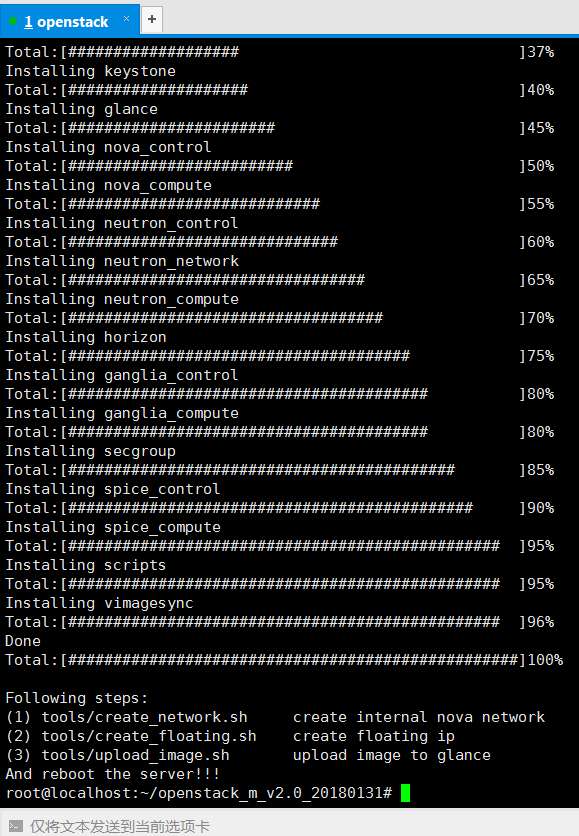 1 openstack × +
Total:[################### ]37%
Installing keystone
Total:[#################### ]40%
Installing glance
Total:[####################### ]45%
Installing nova_control
Total:[######################### ]50%
Installing nova_compute
Total:[############################ ]55%
Installing neutron_control
Total:[############################## ]60%
Installing neutron_network
Total:[################################# ]65%
Installing neutron_compute
Total:[################################### ]70%
Installing horizon
Total:[###################################### ]75%
Installing ganglia_control
Total:[######################################## ]80%
Installing ganglia_compute
Total:[######################################## ]80%
Installing secgroup
Total:[########################################### ]85%
Installing spice_control
Total:[############################################# ]90%
Installing spice_compute
Total:[################################################ ]95%
Installing scripts
Total:[################################################ ]95%
Installing vimagesync
Total:[################################################ ]96%
Done
Total:[##################################################]100%
Following steps:
(1) tools/create_network.sh create internal nova network
(2) tools/create_floating.sh create floating ip
(3) tools/upload_image.sh upload image to glance
And reboot the server!!!
root@localhost:~/openstack_m_v2.0_20180131#
仅将文本发送到当前选项卡